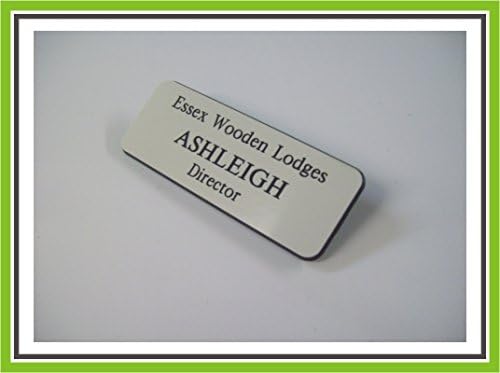 Essex Wooden Lodges
ASHLEIGH
Director